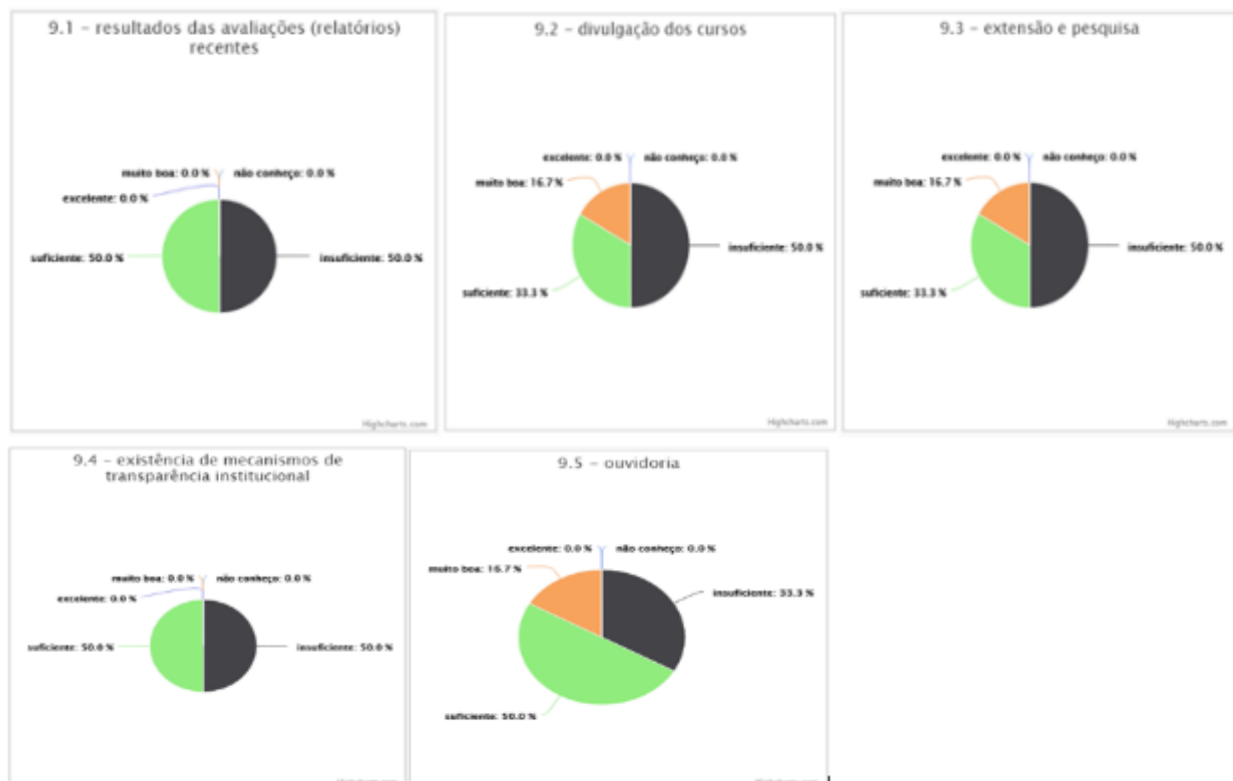 9.1 – resultados das avaliações (relatórios)
recentes
muito boa: 0.0 %
não conheço: 0.0 %
excelente: 0.0 %
suficiente: 50.0 %
insuficiente: 50.0 %
Highcharts.com
9.2 – divulgação dos cursos
excelente: 0.0 %
não conheço: 0.0 %
muito boa: 16.7 %
insuficiente: 50.0 %
suficiente: 33.3 %
Highcharts.com
9.3 – extensão e pesquisa
excelente: 0.0 %
não conheço: 0.0 %
muito boa: 16.7 %
insuficiente: 50.0 %
suficiente: 33.3 %
Highcharts.com
9.4 – existência de mecanismos de
transparência institucional
muito boa: 0.0 %
não conheço: 0.0 %
excelente: 0.0 %
suficiente: 50.0 %
insuficiente: 50.0 %
Highcharts.com
9.5 – ouvidoria
excelente: 0.0 %
não conheço: 0.0 %
muito boa: 16.7 %
insuficiente: 33.3 %
suficiente: 50.0 %
Highcharts.com